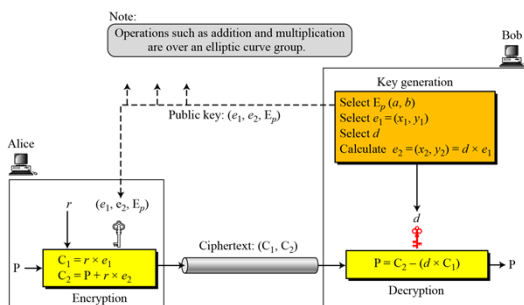 Note:
Operations such as addition and multiplication
are over an elliptic curve group.
Bob
Key generation
Select Eₚ (a, b)
Select e₁ = (x₁, y₁)
Select d
Calculate e₂ = (x₂, y₂) = d × e₁
Public key: (e₁, e₂, Eₚ)
Alice
r
(e₁, e₂, Eₚ)
d
Ciphertext: (C₁, C₂)
P
C₁ = r × e₁
C₂ = P + r × e₂
P = C₂ – (d × C₁)
P
Encryption
Decryption